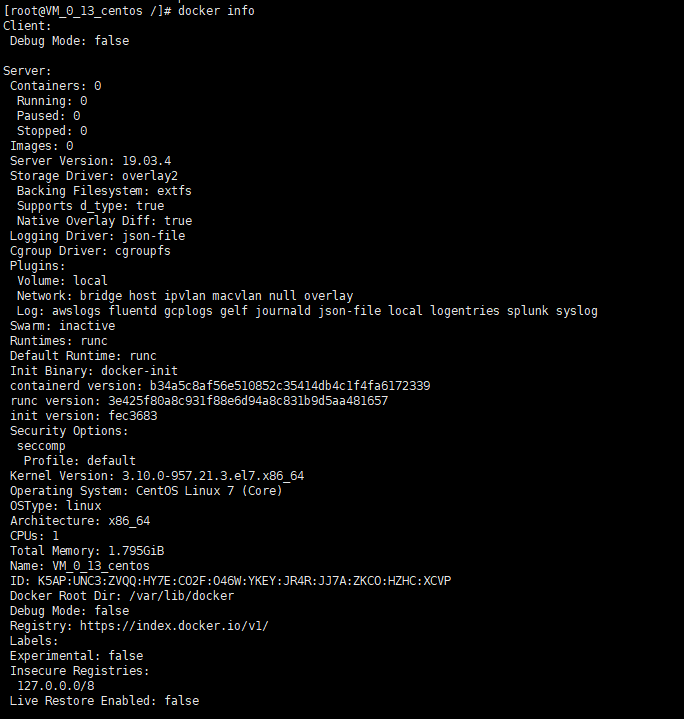 [root@VM_0_13_centos /]# docker info
Client:
 Debug Mode: false

Server:
 Containers: 0
  Running: 0
  Paused: 0
  Stopped: 0
 Images: 0
 Server Version: 19.03.4
 Storage Driver: overlay2
  Backing Filesystem: extfs
  Supports d_type: true
  Native Overlay Diff: true
 Logging Driver: json-file
 Cgroup Driver: cgroupfs
 Plugins:
  Volume: local
  Network: bridge host ipvlan macvlan null overlay
  Log: awslogs fluentd gcplogs gelf journald json-file local logentries splunk syslog
 Swarm: inactive
 Runtimes: runc
 Default Runtime: runc
 Init Binary: docker-init
 containerd version: b34a5c8af56e510852c35414db4c1f4fa6172339
 runc version: 3e425f80a8c931f88e6d94a8c831b9d5aa481657
 init version: fec3683
 Security Options:
  seccomp
   Profile: default
 Kernel Version: 3.10.0-957.21.3.el7.x86_64
 Operating System: CentOS Linux 7 (Core)
 OSType: linux
 Architecture: x86_64
 CPUs: 1
 Total Memory: 1.795GiB
 Name: VM_0_13_centos
 ID: K5AP:UNC3:ZVQQ:HY7E:CO2F:O46W:YKEY:JR4R:JJ7A:ZKCO:HZHC:XCVP
 Docker Root Dir: /var/lib/docker
 Debug Mode: false
 Registry: https://index.docker.io/v1/
 Labels:
 Experimental: false
 Insecure Registries:
  127.0.0.0/8
 Live Restore Enabled: false